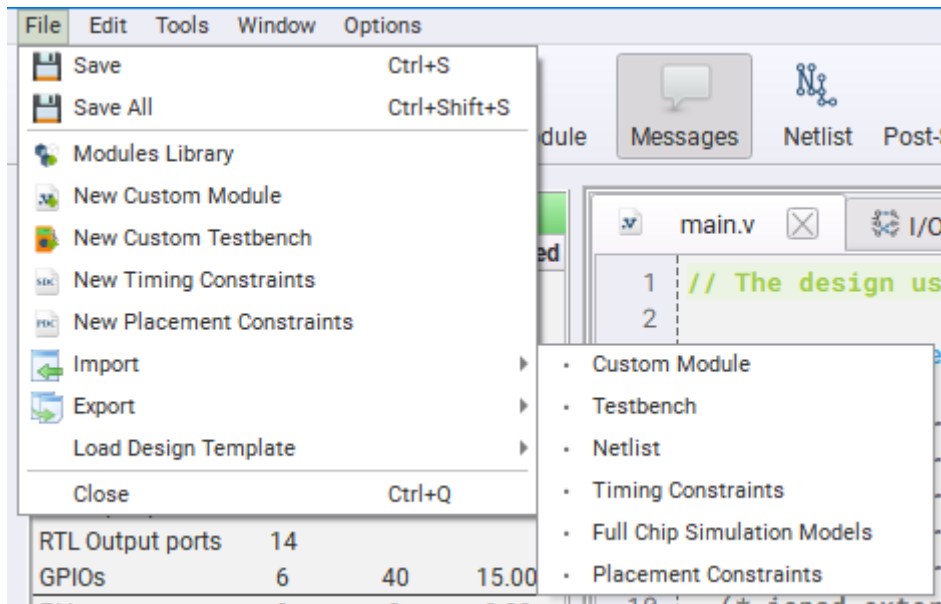 File Edit Tools Window Options
Save Ctrl+S
Save All Ctrl+Shift+S
Modules Library
New Custom Module
New Custom Testbench
New Timing Constraints
New Placement Constraints
Import
Export
Load Design Template
Close Ctrl+Q
Custom Module
Testbench
Netlist
Timing Constraints
Full Chip Simulation Models
Placement Constraints
dule Messages Netlist Post-
main.v I/O
ed
1 // The design us
2
RTL Output ports 14
GPIOs 6 40 15.00